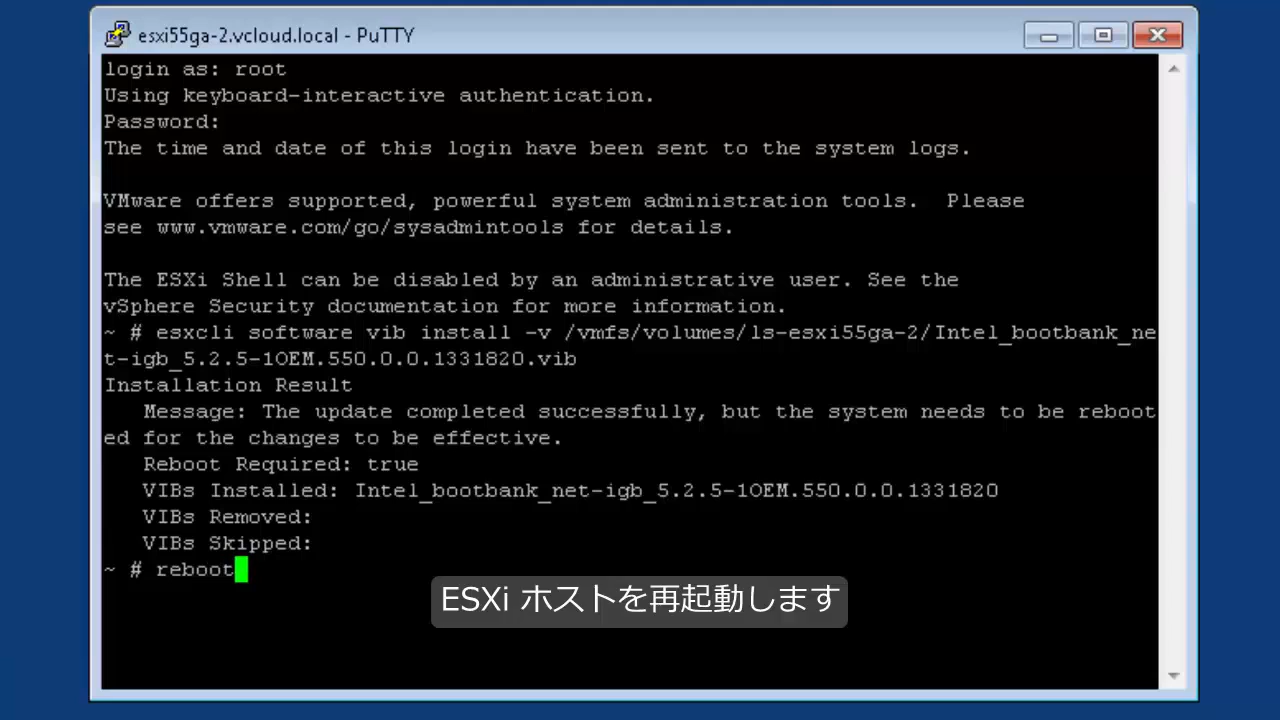 esxi55ga-2.vcloud.local - PuTTY
login as: root
Using keyboard-interactive authentication.
Password:
The time and date of this login have been sent to the system logs.
VMware offers supported, powerful system administration tools.  Please
see www.vmware.com/go/sysadmintools for details.
The ESXi Shell can be disabled by an administrative user. See the
vSphere Security documentation for more information.
~ # esxcli software vib install -v /vmfs/volumes/ls-esxi55ga-2/Intel_bootbank_ne
t-igb_5.2.5-1OEM.550.0.0.1331820.vib
Installation Result
   Message: The update completed successfully, but the system needs to be reboot
ed for the changes to be effective.
   Reboot Required: true
   VIBs Installed: Intel_bootbank_net-igb_5.2.5-1OEM.550.0.0.1331820
   VIBs Removed:
   VIBs Skipped:
~ # reboot
ESXi ホストを再起動します